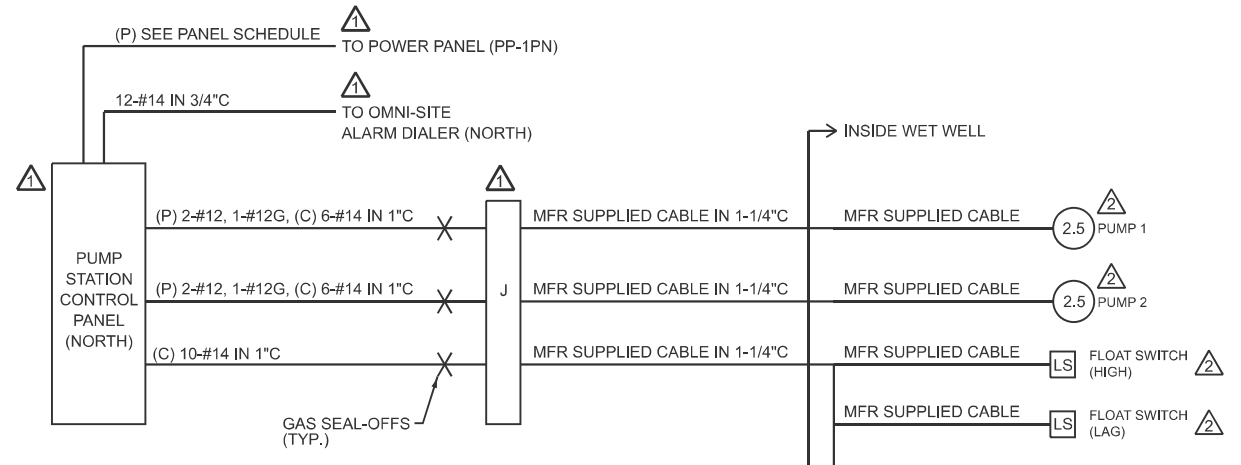 1
(P) SEE PANEL SCHEDULE
TO POWER PANEL (PP-1PN)
1
12-#14 IN 3/4"C
TO OMNI-SITE
ALARM DIALER (NORTH)
INSIDE WET WELL
1
1
(P) 2-#12, 1-#12G, (C) 6-#14 IN 1"C
MFR SUPPLIED CABLE IN 1-1/4"C
MFR SUPPLIED CABLE
2.5
2
PUMP 1
PUMP
STATION
CONTROL
PANEL
(NORTH)
(P) 2-#12, 1-#12G, (C) 6-#14 IN 1"C
J
MFR SUPPLIED CABLE IN 1-1/4"C
MFR SUPPLIED CABLE
2.5
2
PUMP 2
(C) 10-#14 IN 1"C
MFR SUPPLIED CABLE IN 1-1/4"C
MFR SUPPLIED CABLE
LS
FLOAT SWITCH
(HIGH)
2
GAS SEAL-OFFS
(TYP.)
MFR SUPPLIED CABLE
LS
FLOAT SWITCH
(LAG)
2